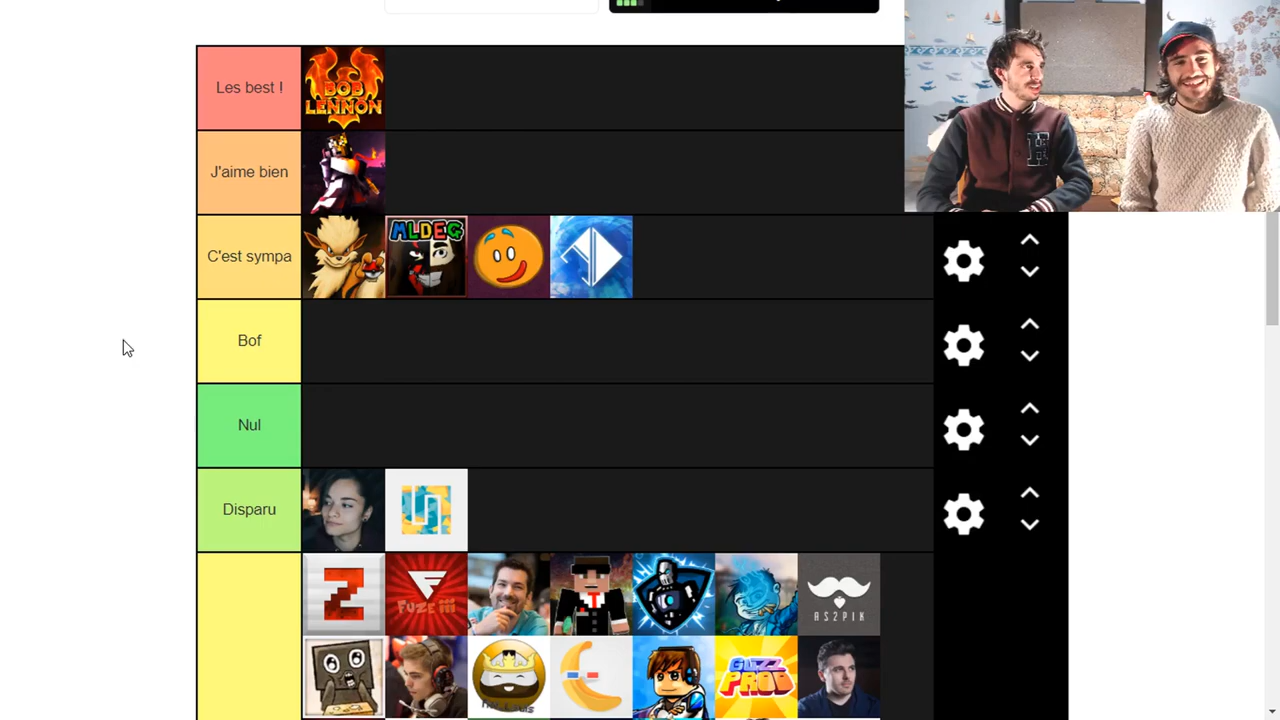 Les best !
BOB
LENNON
J'aime bien
C'est sympa
MLDEG
Bof
Nul
Disparu
Z
F
FUZE III
AS2PIK
GUZZ
PROD